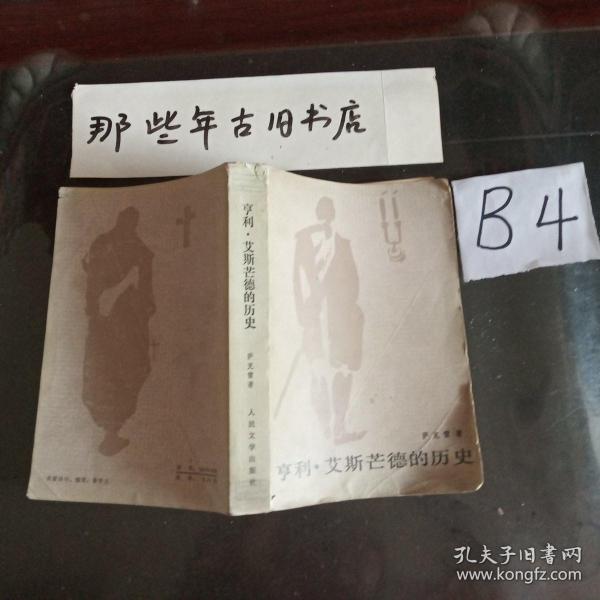 那些年古旧书店
B4
亨利·艾斯芒德的历史
萨克雷著
人民文学出版社
萨克雷著
亨利·艾斯芒德的历史
孔夫子旧书网
www.kongfz.com